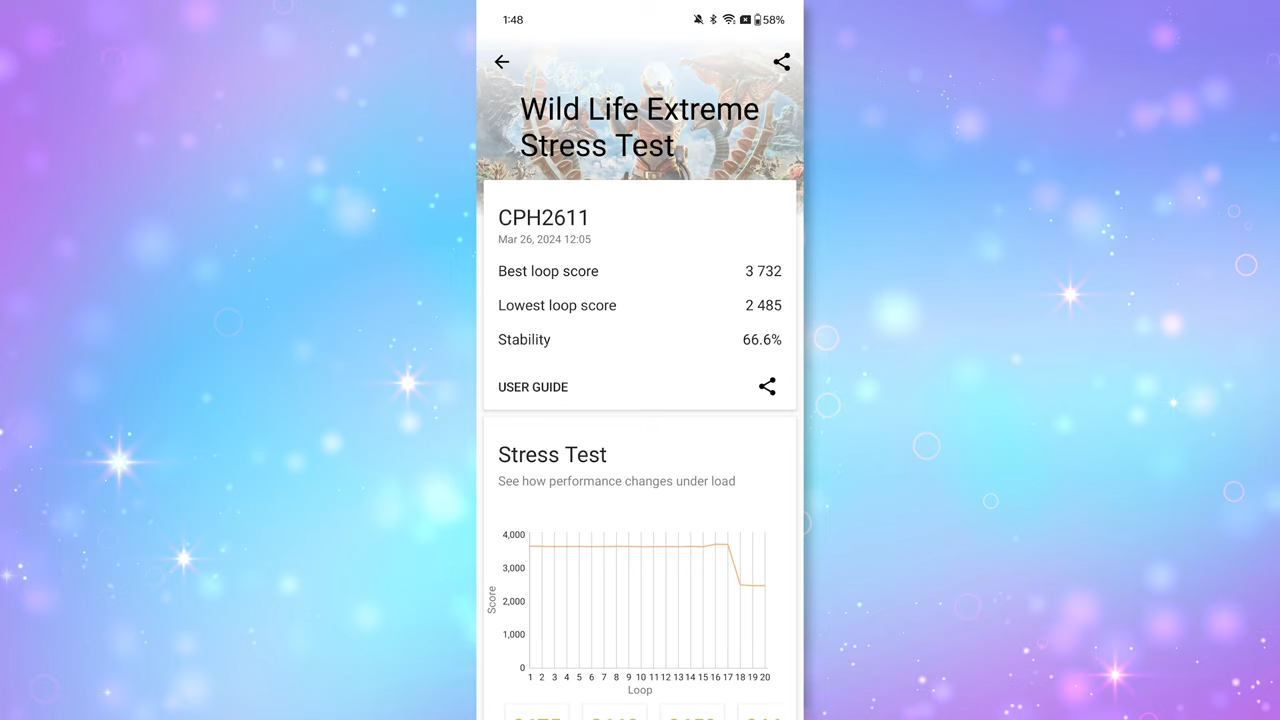 1:48
58%
Wild Life Extreme
Stress Test
CPH2611
Mar 26, 2024 12:05
Best loop score 3 732
Lowest loop score 2 485
Stability 66.6%
USER GUIDE
Stress Test
See how performance changes under load
4,000
3,000
2,000
1,000
0
Score
1 2 3 4 5 6 7 8 9 10 11 12 13 14 15 16 17 18 19 20
Loop